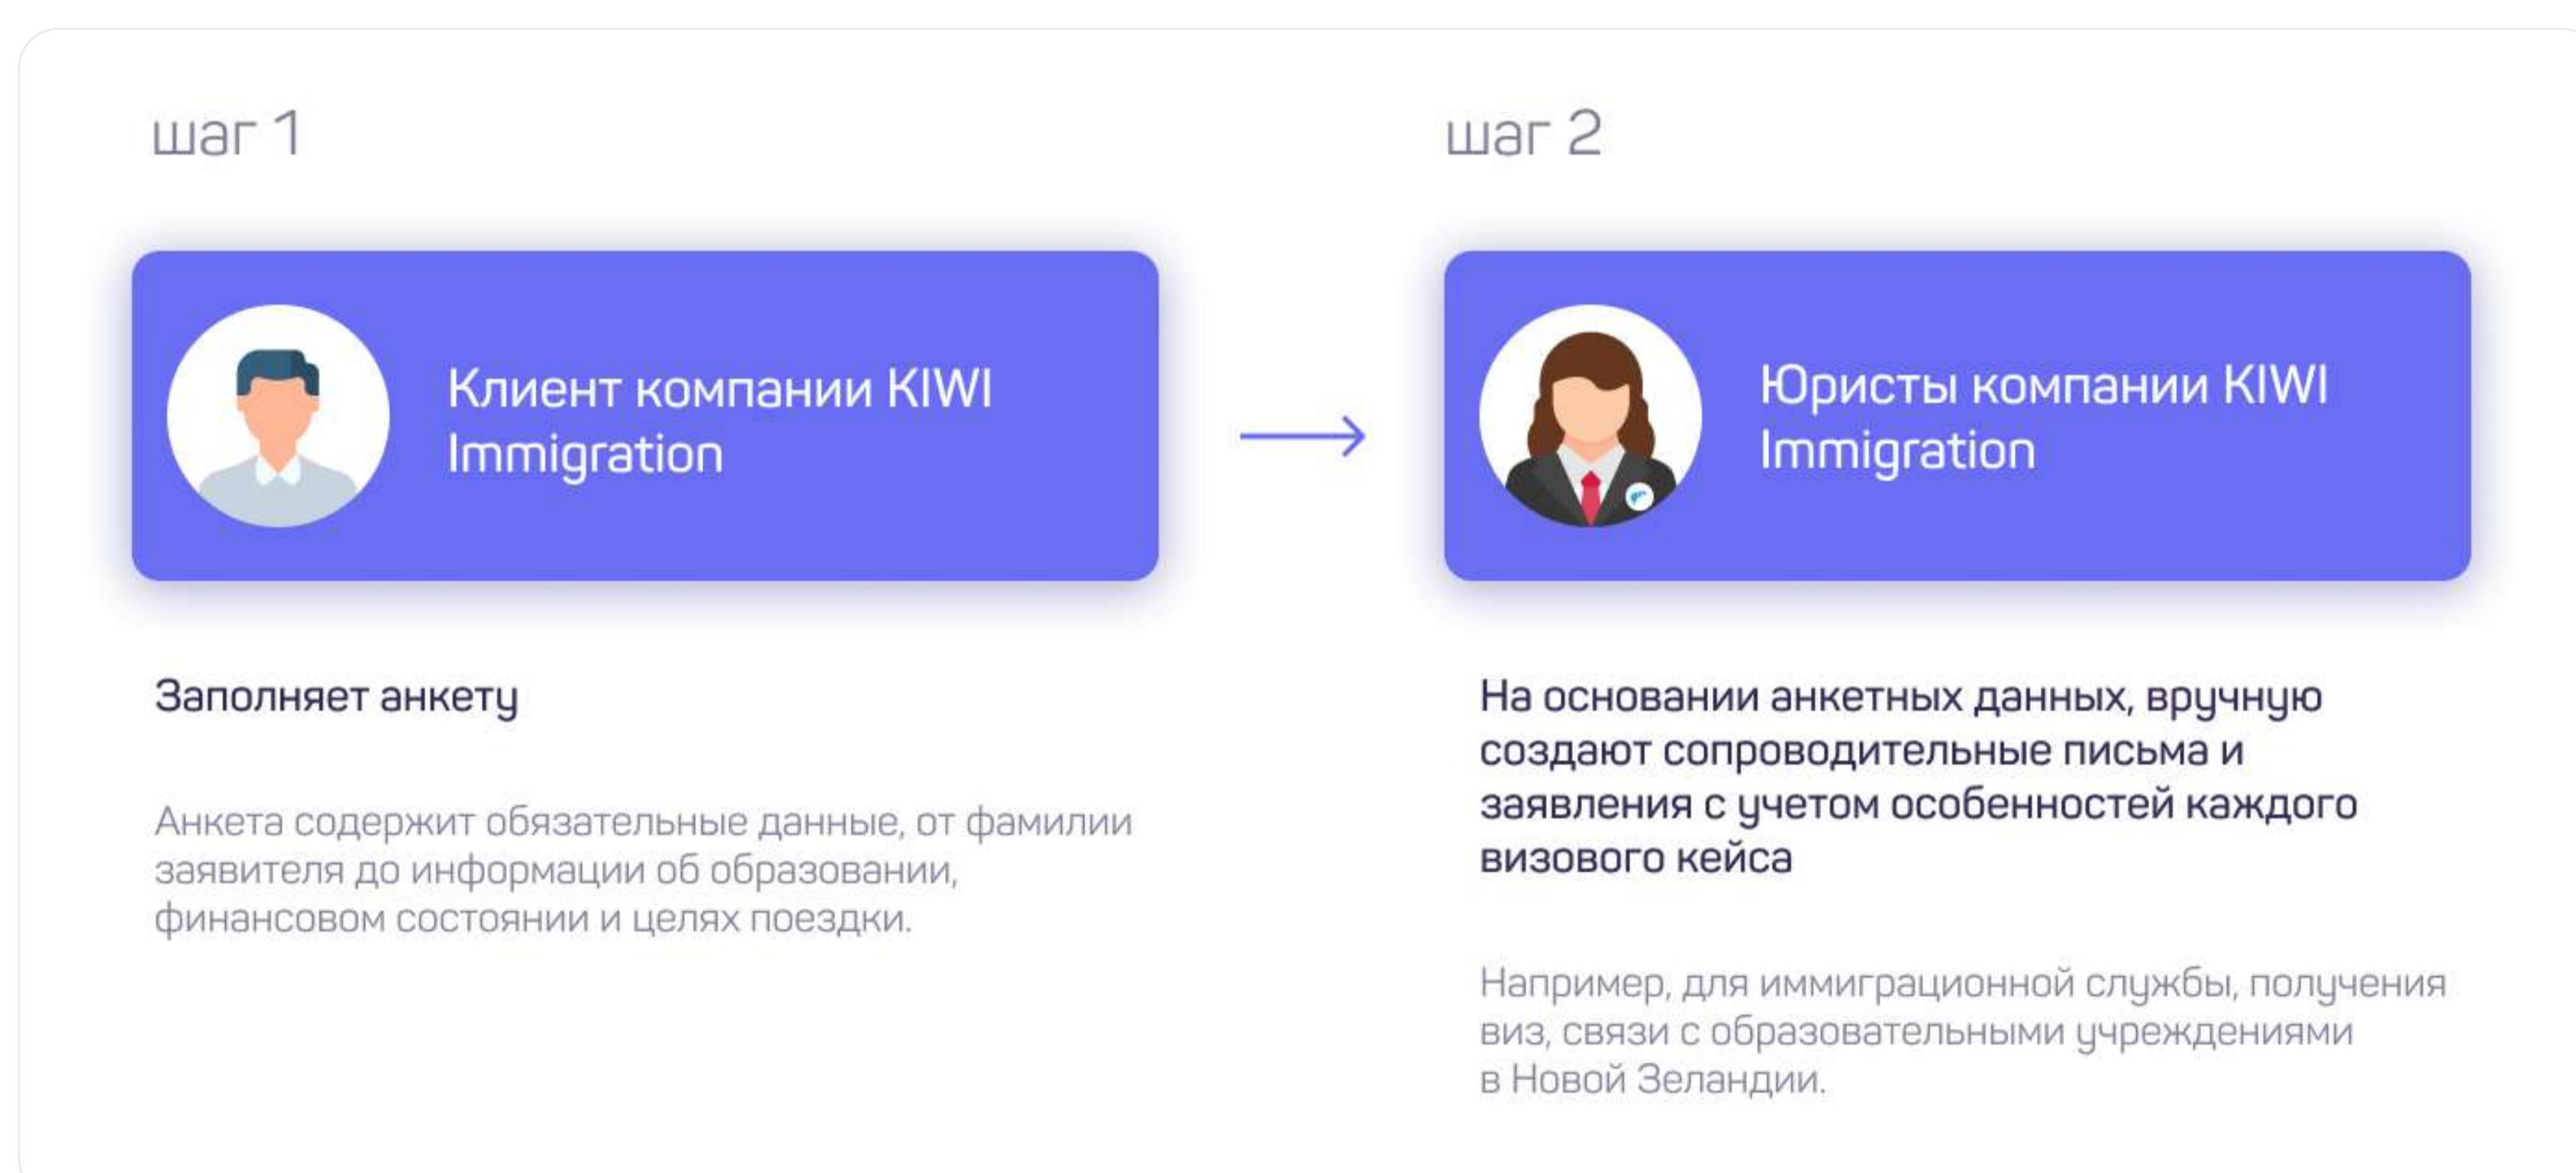 шаг 1
Клиент компании KIWI
Immigration
Заполняет анкету
Анкета содержит обязательные данные, от фамилии
заявителя до информации об образовании,
финансовом состоянии и целях поездки.
шаг 2
Юристы компании KIWI
Immigration
На основании анкетных данных, вручную
создают сопроводительные письма и
заявления с учетом особенностей каждого
визового кейса
Например, для иммиграционной службы, получения
виз, связи с образовательными учреждениями
в Новой Зеландии.